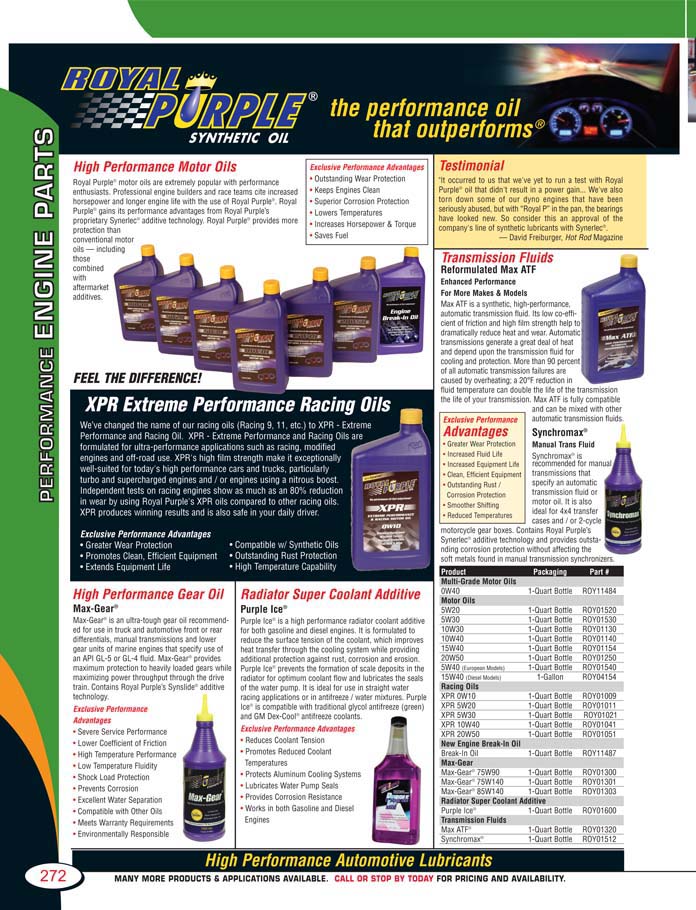 ROYAL
PURPLE®
SYNTHETIC OIL
the performance oil
that outperforms®
PERFORMANCE ENGINE PARTS
High Performance Motor Oils
Royal Purple® motor oils are extremely popular with performance
enthusiasts. Professional engine builders and race teams cite increased
horsepower and longer engine life with the use of Royal Purple®. Royal
Purple® gains its performance advantages from Royal Purple's
proprietary Synerlec® additive technology. Royal Purple® provides more
protection than
conventional motor
oils — including
those
combined
with
aftermarket
additives.
Exclusive Performance Advantages
• Outstanding Wear Protection
• Keeps Engines Clean
• Superior Corrosion Protection
• Lowers Temperatures
• Increases Horsepower & Torque
• Saves Fuel
Engine
Break-In Oil
FEEL THE DIFFERENCE!
Testimonial
"It occurred to us that we've yet to run a test with Royal
Purple® oil that didn't result in a power gain... We've also
torn down some of our dyno engines that have been
seriously abused, but with "Royal P" in the pan, the bearings
have looked new. So consider this an approval of the
company's line of synthetic lubricants with Synerlec®.
— David Freiburger, Hot Rod Magazine
Transmission Fluids
Reformulated Max ATF
Enhanced Performance
For More Makes & Models
Max ATF is a synthetic, high-performance,
automatic transmission fluid. Its low co-effi-
cient of friction and high film strength help to
dramatically reduce heat and wear. Automatic
transmissions generate a great deal of heat
and depend upon the transmission fluid for
cooling and protection. More than 90 percent
of all automatic transmission failures are
caused by overheating; a 20°F reduction in
fluid temperature can double the life of the transmission
the life of your transmission. Max ATF is fully compatible
and can be mixed with other
automatic transmission fluids.
Max ATF
Exclusive Performance
Advantages
• Greater Wear Protection
• Increased Fluid Life
• Increased Equipment Life
• Clean, Efficient Equipment
• Outstanding Rust /
Corrosion Protection
• Smoother Shifting
• Reduced Temperatures
Synchromax®
Manual Trans Fluid
Synchromax® is
recommended for manual
transmissions that
specify an automatic
transmission fluid or
motor oil. It is also
ideal for 4x4 transfer
cases and / or 2-cycle
motorcycle gear boxes. Contains Royal Purple's
Synerlec® additive technology and provides outsta-
nding corrosion protection without affecting the
soft metals found in manual transmission synchronizers.
Synchromax
XPR Extreme Performance Racing Oils
We've changed the name of our racing oils (Racing 9, 11, etc.) to XPR - Extreme
Performance and Racing Oil. XPR - Extreme Performance and Racing Oils are
formulated for ultra-performance applications such as racing, modified
engines and off-road use. XPR's high film strength make it exceptionally
well-suited for today's high performance cars and trucks, particularly
turbo and supercharged engines and / or engines using a nitrous boost.
Independent tests on racing engines show as much as an 80% reduction
in wear by using Royal Purple's XPR oils compared to other racing oils.
XPR produces winning results and is also safe in your daily driver.
Exclusive Performance Advantages
• Greater Wear Protection
• Promotes Clean, Efficient Equipment
• Extends Equipment Life
• Compatible w/ Synthetic Oils
• Outstanding Rust Protection
• High Temperature Capability
ROYAL PURPLE
XPR
EXTREME PERFORMANCE
& RACING MOTOR OIL
0W10
High Performance Gear Oil
Max-Gear®
Max-Gear® is an ultra-tough gear oil recommend-
ed for use in truck and automotive front or rear
differentials, manual transmissions and lower
gear units of marine engines that specify use of
an API GL-5 or GL-4 fluid. Max-Gear® provides
maximum protection to heavily loaded gears while
maximizing power throughput through the drive
train. Contains Royal Purple's Synslide® additive
technology.
Exclusive Performance
Advantages
• Severe Service Performance
• Lower Coefficient of Friction
• High Temperature Performance
• Low Temperature Fluidity
• Shock Load Protection
• Prevents Corrosion
• Excellent Water Separation
• Compatible with Other Oils
• Meets Warranty Requirements
• Environmentally Responsible
Max-Gear
Radiator Super Coolant Additive
Purple Ice®
Purple Ice® is a high performance radiator coolant additive
for both gasoline and diesel engines. It is formulated to
reduce the surface tension of the coolant, which improves
heat transfer through the cooling system while providing
additional protection against rust, corrosion and erosion.
Purple Ice® prevents the formation of scale deposits in the
radiator for optimum coolant flow and lubricates the seals
of the water pump. It is ideal for use in straight water
racing applications or in antifreeze / water mixtures. Purple
Ice® is compatible with traditional glycol antifreeze (green)
and GM Dex-Cool® antifreeze coolants.
Exclusive Performance Advantages
• Reduces Coolant Tension
• Promotes Reduced Coolant
Temperatures
• Protects Aluminum Cooling Systems
• Lubricates Water Pump Seals
• Provides Corrosion Resistance
• Works in both Gasoline and Diesel
Engines
Product Packaging Part #
Multi-Grade Motor Oils
0W40 1-Quart Bottle ROY11484
Motor Oils
5W20 1-Quart Bottle ROY01520
5W30 1-Quart Bottle ROY01530
10W30 1-Quart Bottle ROY01130
10W40 1-Quart Bottle ROY01140
15W40 1-Quart Bottle ROY01154
20W50 1-Quart Bottle ROY01250
5W40 (European Models) 1-Quart Bottle ROY01540
15W40 (Diesel Models) 1-Gallon ROY04154
Racing Oils
XPR 0W10 1-Quart Bottle ROY01009
XPR 5W20 1-Quart Bottle ROY01011
XPR 5W30 1-Quart Bottle ROY01021
XPR 10W40 1-Quart Bottle ROY01041
XPR 20W50 1-Quart Bottle ROY01051
New Engine Break-In Oil
Break-In Oil 1-Quart Bottle ROY11487
Max-Gear
Max-Gear® 75W90 1-Quart Bottle ROY01300
Max-Gear® 75W140 1-Quart Bottle ROY01301
Max-Gear® 85W140 1-Quart Bottle ROY01303
Radiator Super Coolant Additive
Purple Ice® 1-Quart Bottle ROY01600
Transmission Fluids
Max ATF® 1-Quart Bottle ROY01320
Synchromax® 1-Quart Bottle ROY01512
High Performance Automotive Lubricants
272
MANY MORE PRODUCTS & APPLICATIONS AVAILABLE. CALL OR STOP BY TODAY FOR PRICING AND AVAILABILITY.